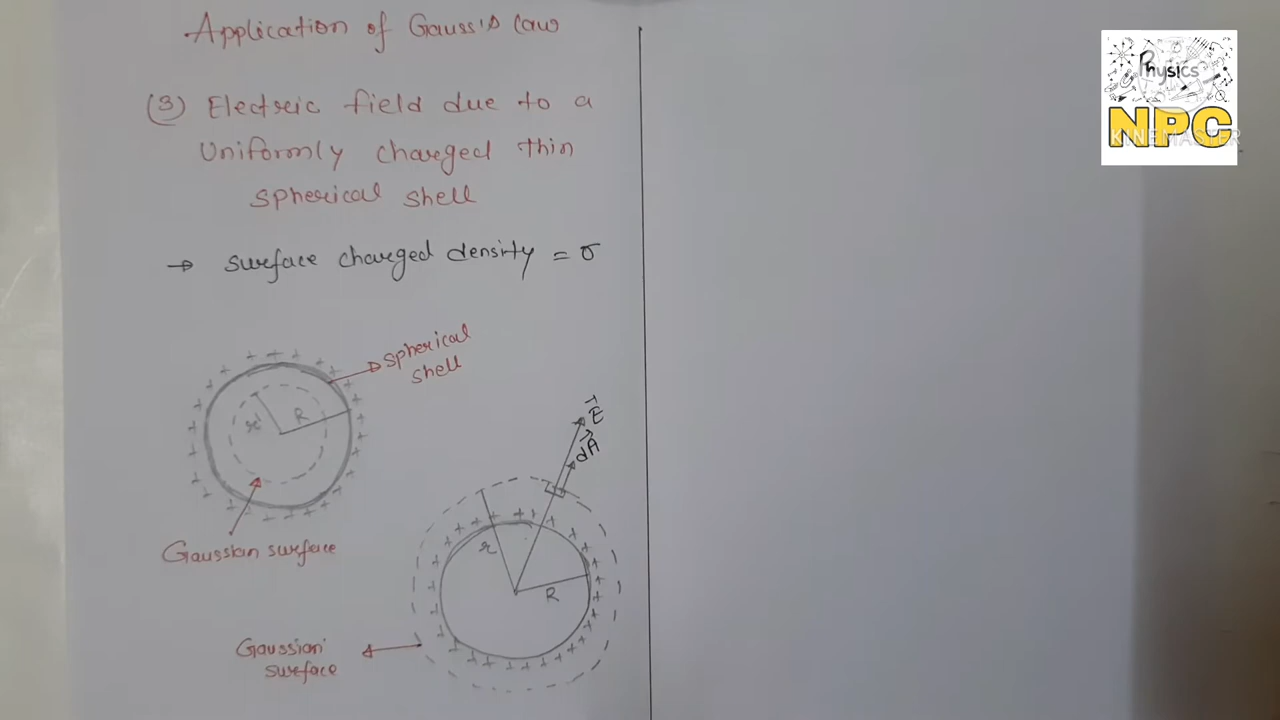 Application of Gauss's law
(3) Electric field due to a
Uniformly charged thin
spherical shell
→ surface charged density = σ
spherical
shell
r'
R
Gaussian surface
E
dA
r
R
Gaussian
surface
Physics
NPC
KINEMASTER